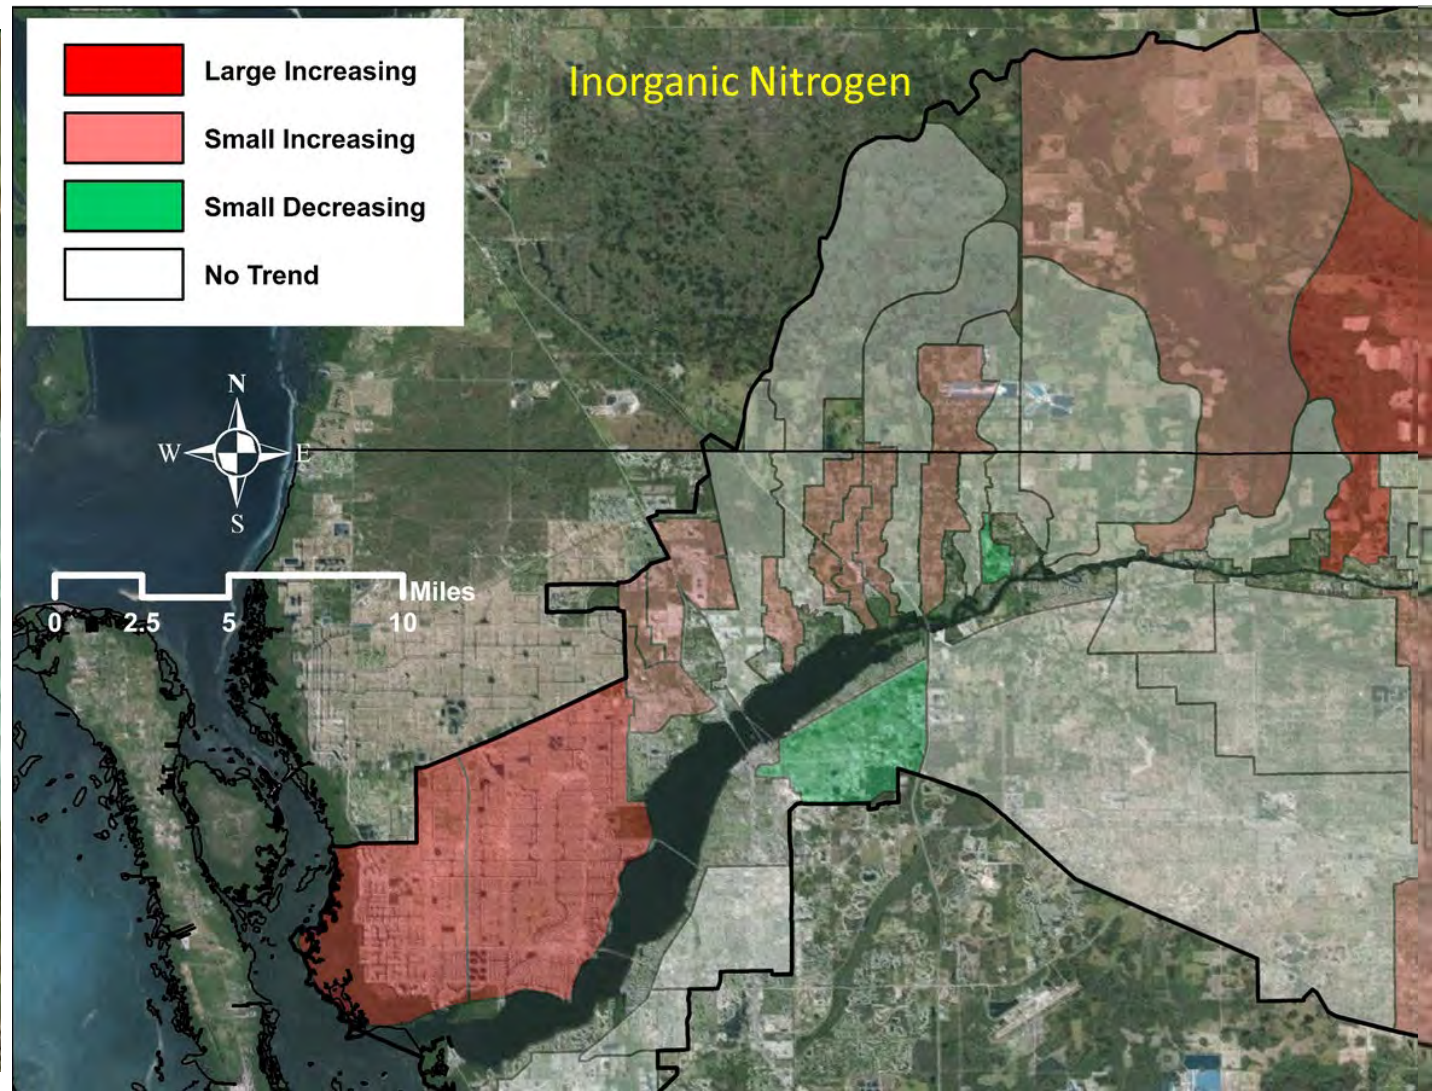 Large Increasing
Small Increasing
Small Decreasing
No Trend
Inorganic Nitrogen
N
W E
S
Miles
0 2.5 5 10